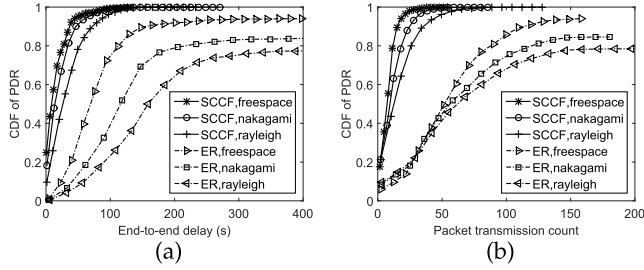 CDF of PDR
1
0.8
0.6
0.4
0.2
0
0 100 200 300 400
End-to-end delay (s)
SCCF,freespace
SCCF,nakagami
SCCF,rayleigh
ER,freespace
ER,nakagami
ER,rayleigh
(a)
CDF of PDR
1
0.8
0.6
0.4
0.2
0
0 50 100 150 200
Packet transmission count
SCCF,freespace
SCCF,nakagami
SCCF,rayleigh
ER,freespace
ER,nakagami
ER,rayleigh
(b)